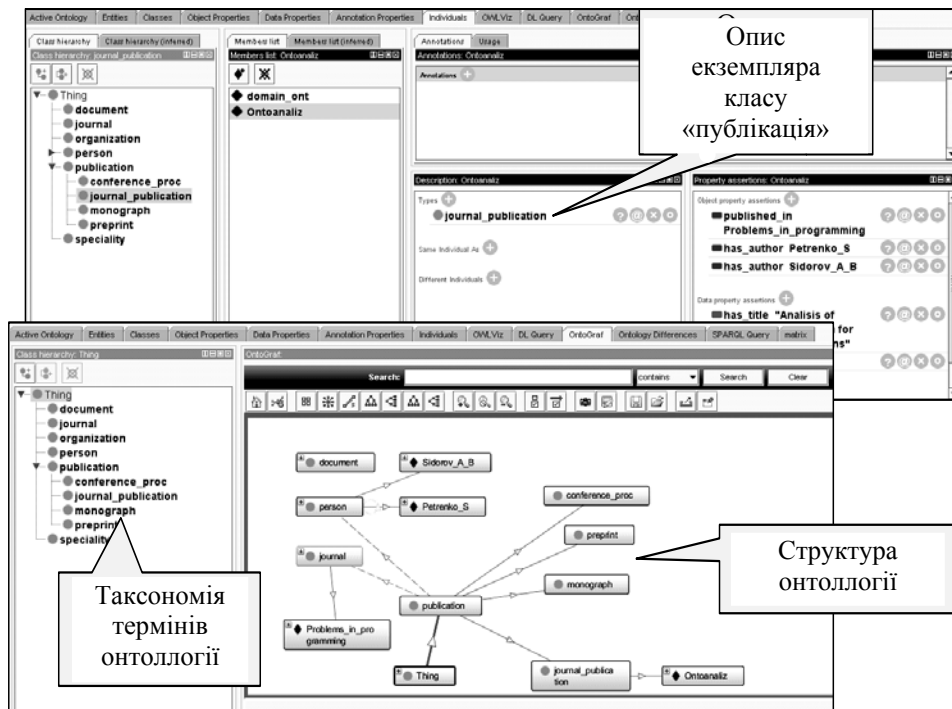 Active Ontology Entities Classes Object Properties Data Properties Annotation Properties Individuals OWLViz DL Query OntoGraf
Class hierarchy Class hierarchy (inferred)
Class hierarchy: journal_publication
Thing
document
journal
organization
person
publication
conference_proc
journal_publication
monograph
preprint
speciality
Members list Members list (inferred)
Members list: Ontoanaliz
domain_ont
Ontoanaliz
Annotations Usage
Annotations: Ontoanaliz
Annotations
Опис
екземпляра
класу
«публікація»
Description: Ontoanaliz
Types
journal_publication
Same Individual As
Different Individuals
Property assertions: Ontoanaliz
Object property assertions
published_in
Problems_in_programming
has_author Petrenko_S
has_author Sidorov_A_B
Data property assertions
has_title "Analisis of
for
Active Ontology Entities Classes Object Properties Data Properties Annotation Properties Individuals OWLViz DL Query OntoGraf Ontology Differences SPARQL Query matrix
Class hierarchy: Thing
Thing
document
journal
organization
person
publication
conference_proc
journal_publication
monograph
preprint
speciality
Таксономія
термінів
онтоллогії
OntoGraf:
Search: contains Search Clear
document
Sidorov_A_B
person
Petrenko_S
conference_proc
preprint
journal
monograph
publication
Problems_in_pro
gramming
Thing
journal_publica
tion
Ontoanaliz
Структура
онтоллогії